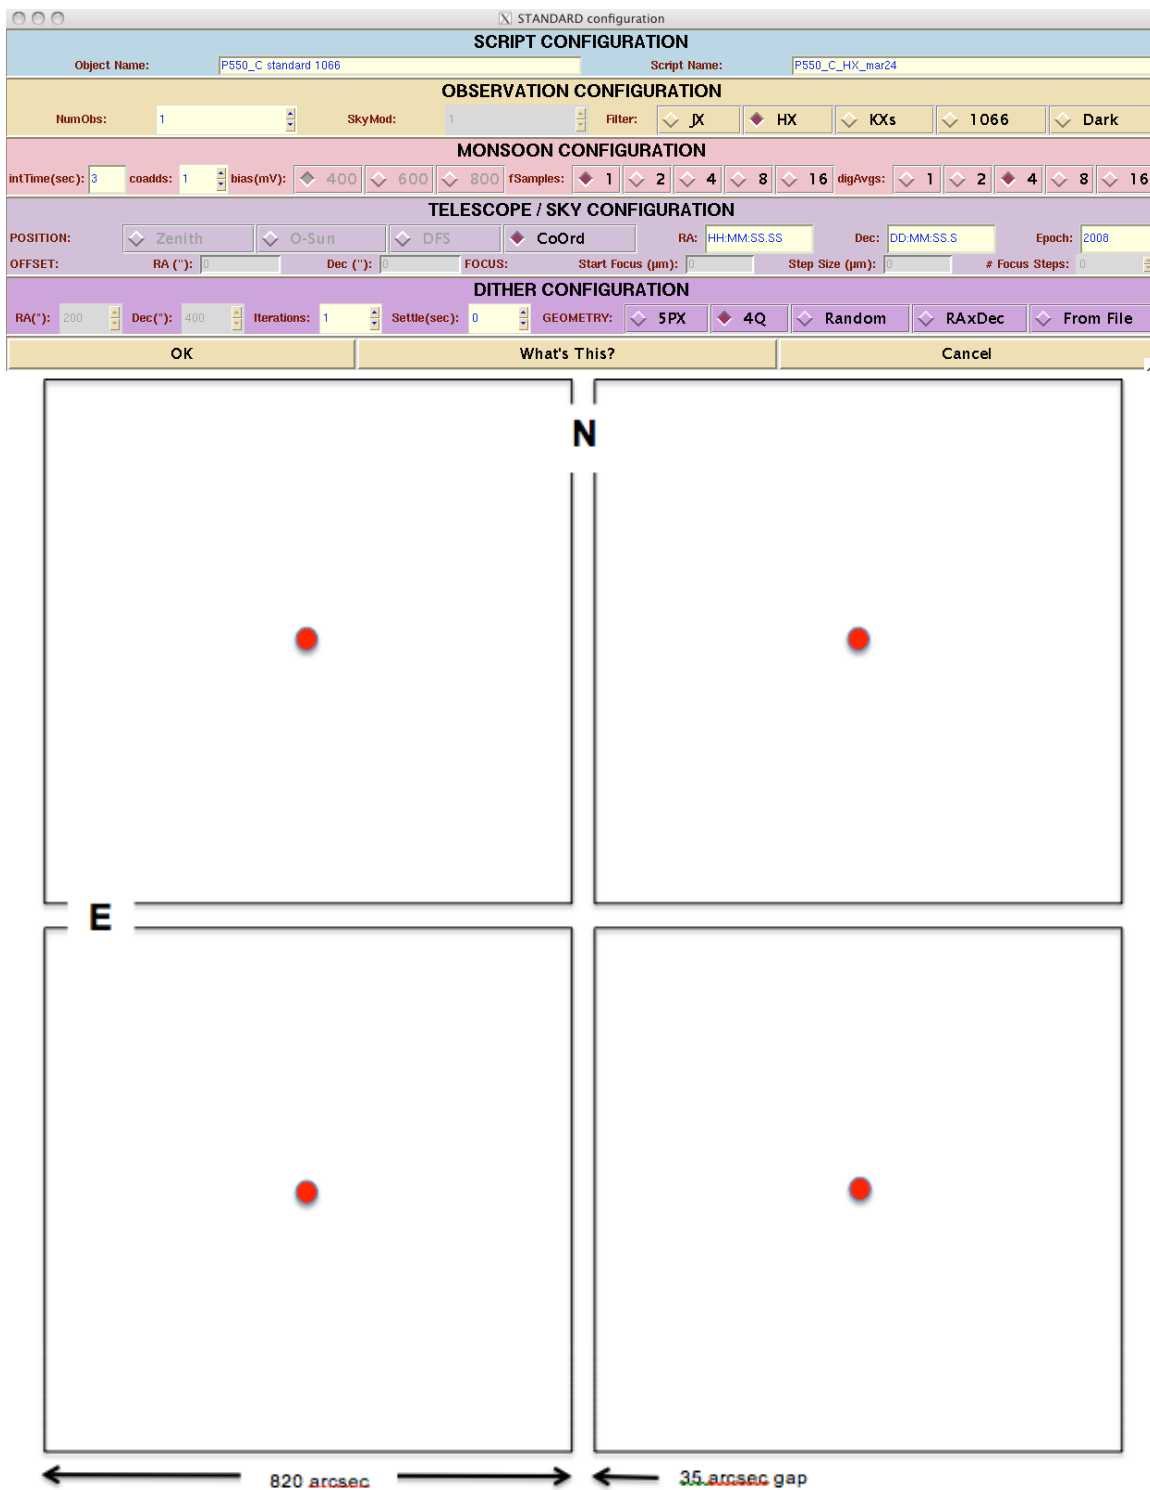 STANDARD configuration
SCRIPT CONFIGURATION
Object Name: P550_C standard 1066 Script Name: P550_C_HX_mar24
OBSERVATION CONFIGURATION
NumObs: 1 SkyMod: 1 Filter: JX HX KXs 1066 Dark
MONSOON CONFIGURATION
intTime(sec): 3 coadds: 1 bias(mV): 400 600 800 fSamples: 1 2 4 8 16 digAvgs: 1 2 4 8 16
TELESCOPE / SKY CONFIGURATION
POSITION: Zenith O-Sun DFS CoOrd RA: HH:MM:SS.SS Dec: DD:MM:SS.S Epoch: 2008
OFFSET: RA ("): 0 Dec ("): 0 FOCUS: Start Focus (µm): 0 Step Size (µm): 0 # Focus Steps: 0
DITHER CONFIGURATION
RA("): 200 Dec("): 400 Iterations: 1 Settle(sec): 0 GEOMETRY: 5PX 4Q Random RAxDec From File
OK What's This? Cancel
N
E
820 arcsec 35 arcsec gap